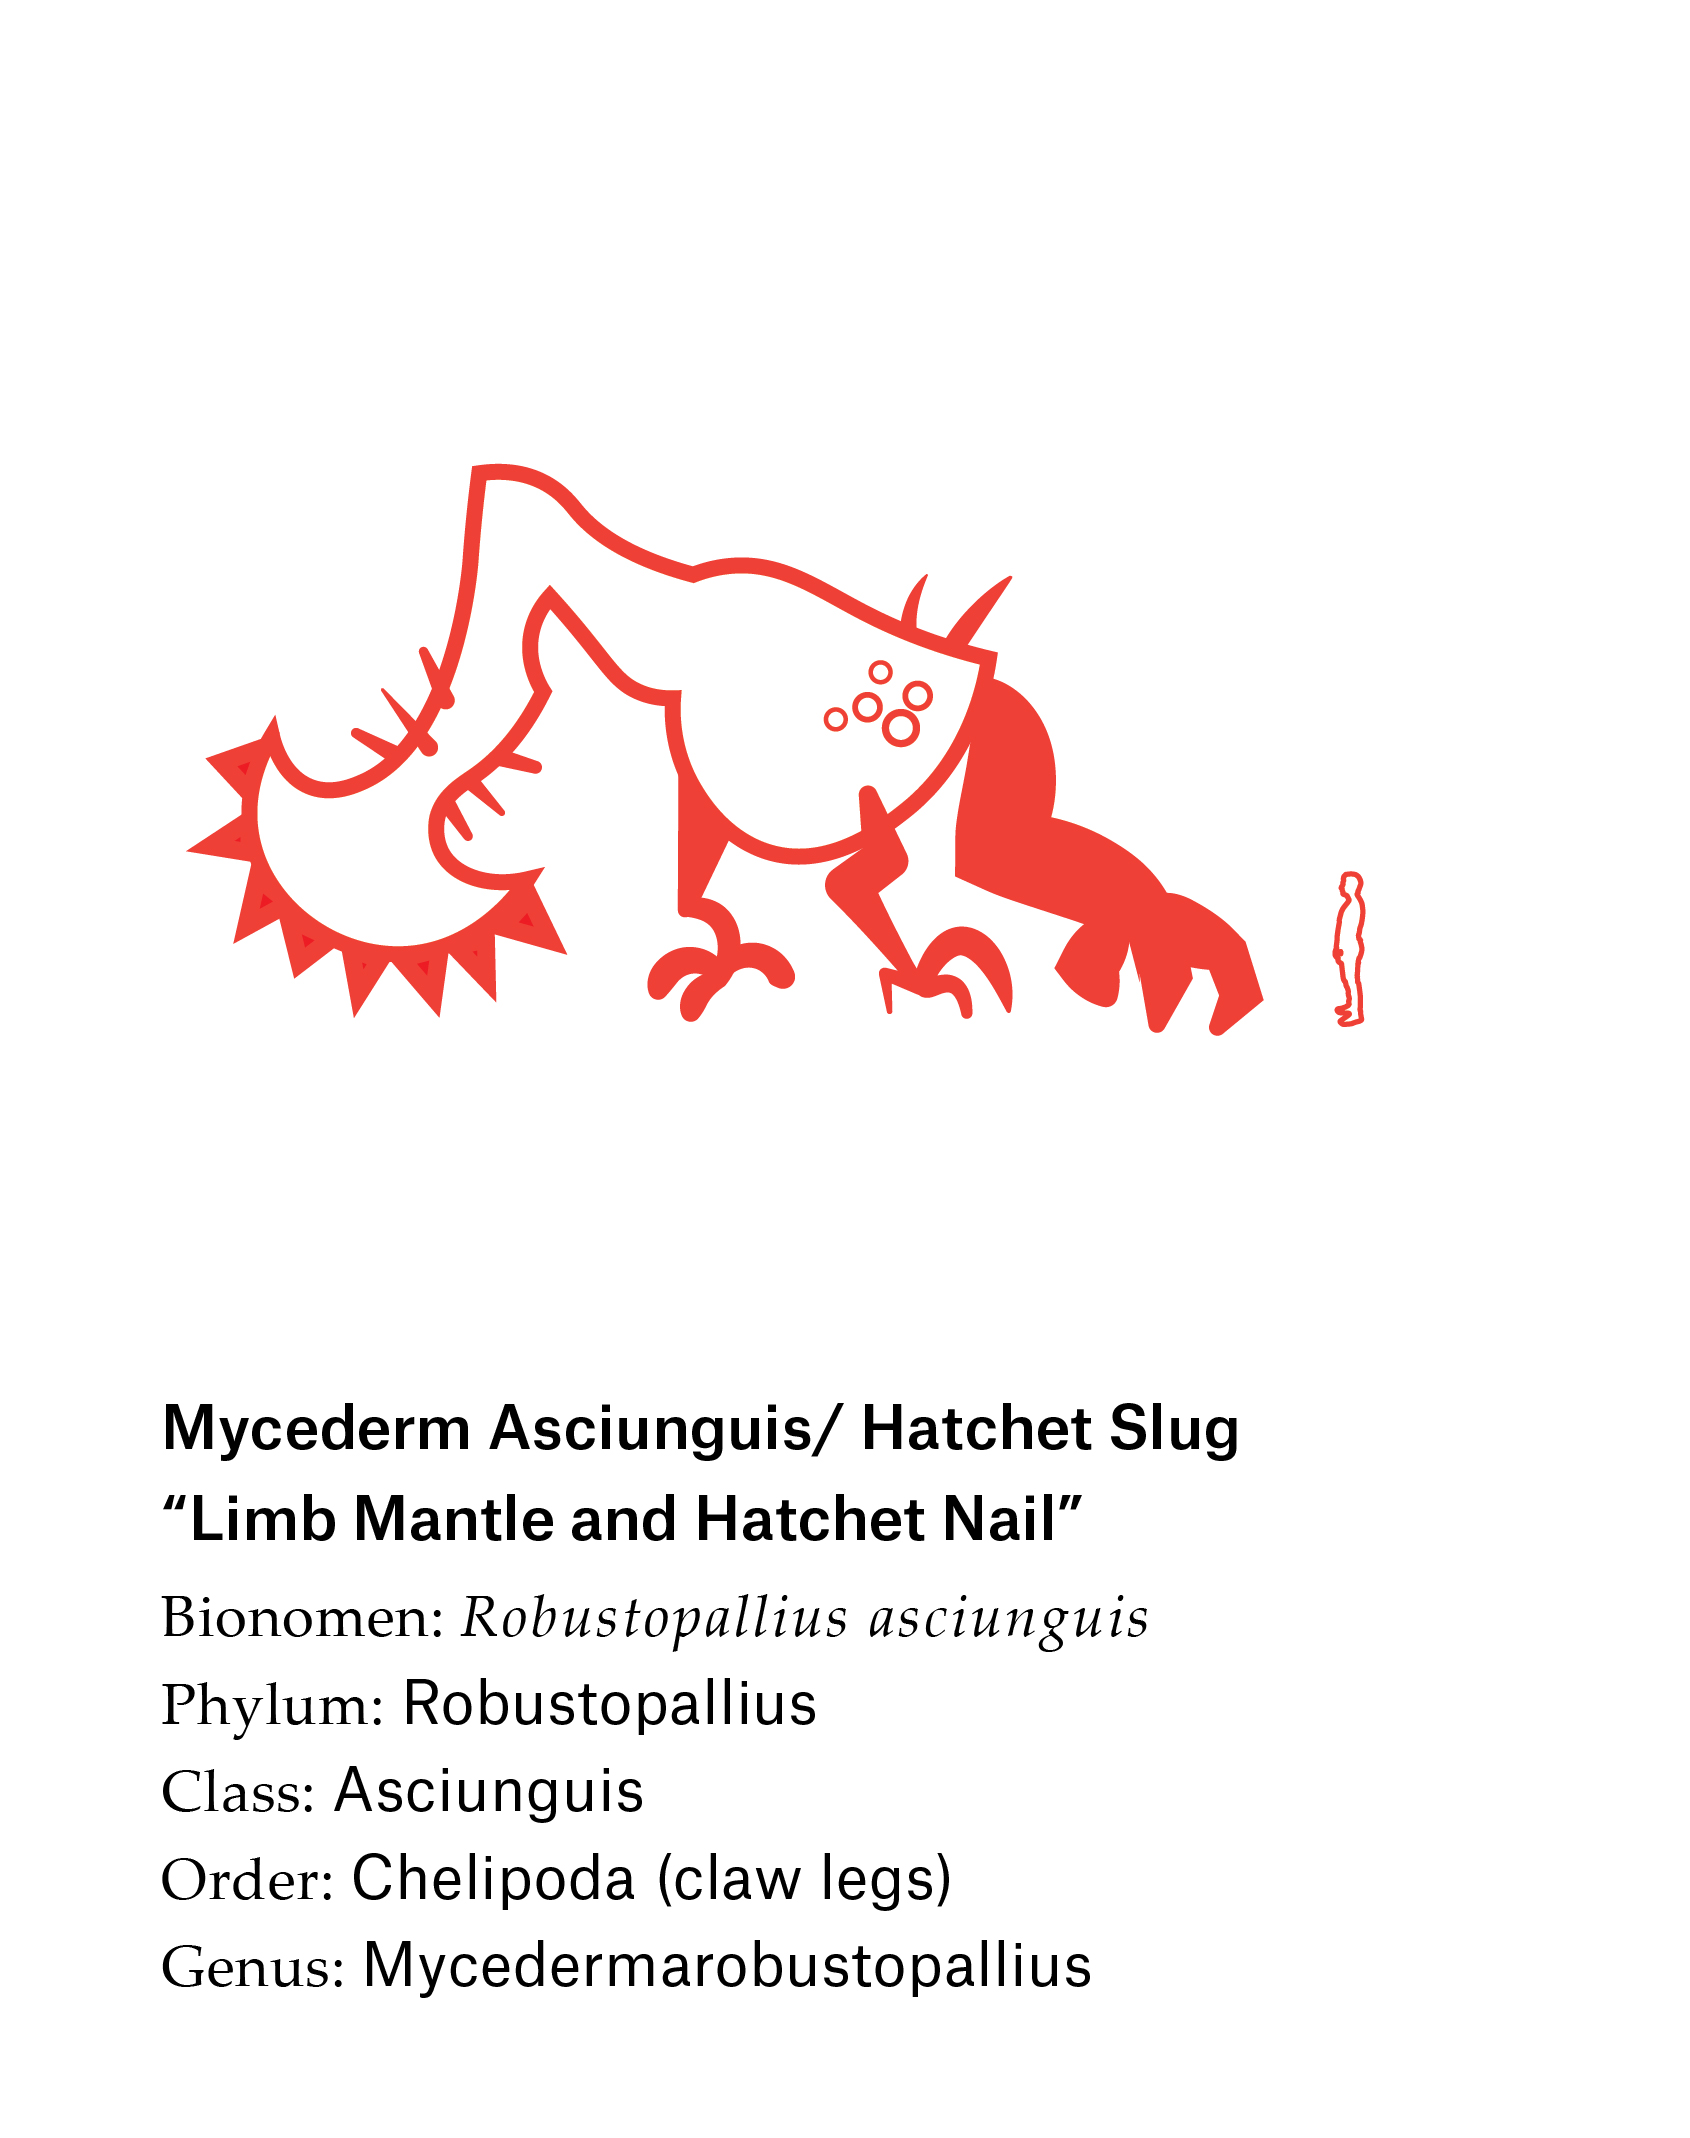 Mycederm Asciunguis/ Hatchet Slug
“Limb Mantle and Hatchet Nail”
Bionomen: Robustopallius asciunguis
Phylum: Robustopallius
Class: Asciunguis
Order: Chelipoda (claw legs)
Genus: Mycedermarobustopallius